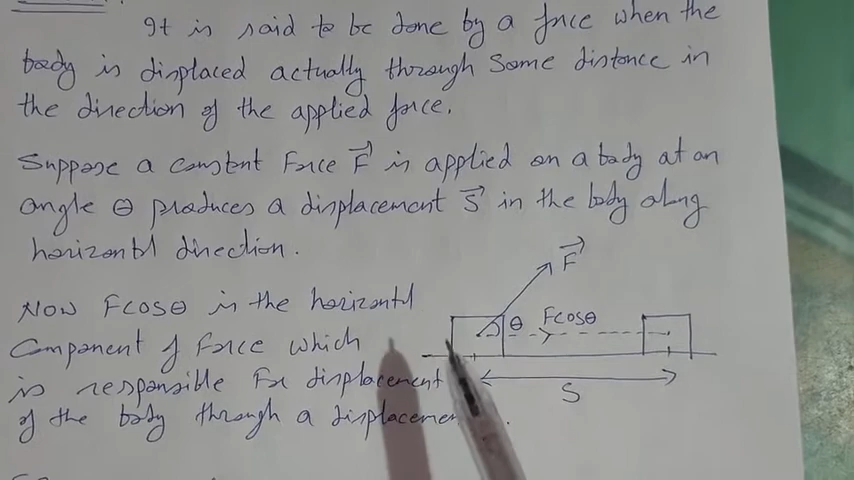 It is said to be done by a force when the
body is displaced actually through some distance in
the direction of the applied force.
Suppose a constant Force F⃗ is applied on a body at an
angle θ produces a displacement S⃗ in the body along
horizontal direction.
F⃗
Now Fcosθ is the horizontal
θ Fcosθ
Component of Force which
is responsible for displacement
S
of the body through a displacement